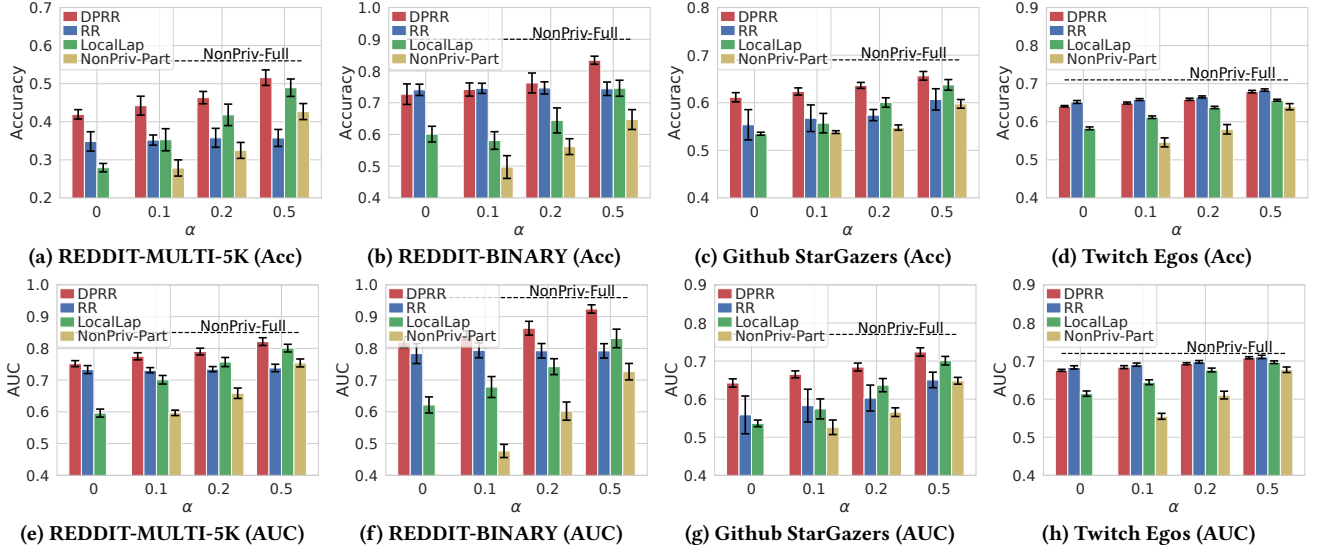 0.7
0.6
0.5
0.4
0.3
0.2
Accuracy
DPRR
RR
LocalLap
NonPriv-Part
NonPriv-Full
0
0.1
0.2
0.5
α
(a) REDDIT-MULTI-5K (Acc)
1.0
0.9
0.8
0.7
0.6
0.5
0.4
Accuracy
DPRR
RR
LocalLap
NonPriv-Part
NonPriv-Full
0
0.1
0.2
0.5
α
(b) REDDIT-BINARY (Acc)
0.8
0.7
0.6
0.5
0.4
Accuracy
DPRR
RR
LocalLap
NonPriv-Part
NonPriv-Full
0
0.1
0.2
0.5
α
(c) Github StarGazers (Acc)
0.9
0.8
0.7
0.6
0.5
0.4
Accuracy
DPRR
RR
LocalLap
NonPriv-Part
NonPriv-Full
0
0.1
0.2
0.5
α
(d) Twitch Egos (Acc)
1.0
0.9
0.8
0.7
0.6
0.5
0.4
AUC
DPRR
RR
LocalLap
NonPriv-Part
NonPriv-Full
0
0.1
0.2
0.5
α
(e) REDDIT-MULTI-5K (AUC)
1.0
0.9
0.8
0.7
0.6
0.5
0.4
AUC
DPRR
RR
LocalLap
NonPriv-Part
NonPriv-Full
0
0.1
0.2
0.5
α
(f) REDDIT-BINARY (AUC)
0.9
0.8
0.7
0.6
0.5
0.4
AUC
DPRR
RR
LocalLap
NonPriv-Part
NonPriv-Full
0
0.1
0.2
0.5
α
(g) Github StarGazers (AUC)
0.9
0.8
0.7
0.6
0.5
0.4
AUC
DPRR
RR
LocalLap
NonPriv-Part
NonPriv-Full
0
0.1
0.2
0.5
α
(h) Twitch Egos (AUC)